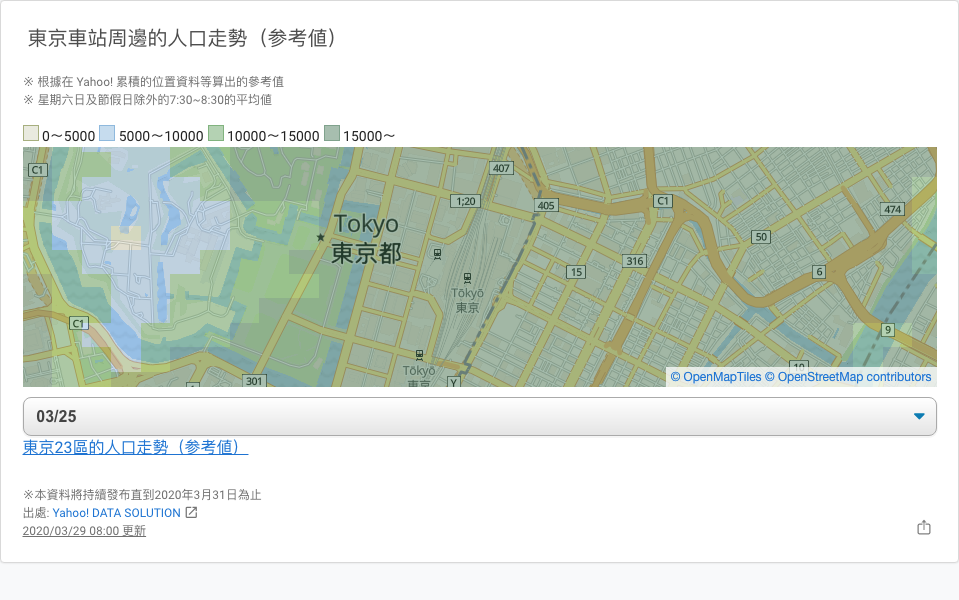 東京車站周邊的人口走勢（参考値）
※ 根據在 Yahoo! 累積的位置資料等算出的參考值
※ 星期六日及節假日除外的7:30~8:30的平均値
0～5000 5000～10000 10000～15000 15000～
C1
407
1;20
405
C1
474
Tokyo
東京都
50
316
15
6
Tōkyō
東京
C1
9
Tōkyō
東京
10
301
Y
© OpenMapTiles © OpenStreetMap contributors
03/25
東京23區的人口走勢（参考値）
※本資料將持續發布直到2020年3月31日為止
出處: Yahoo! DATA SOLUTION
2020/03/29 08:00 更新